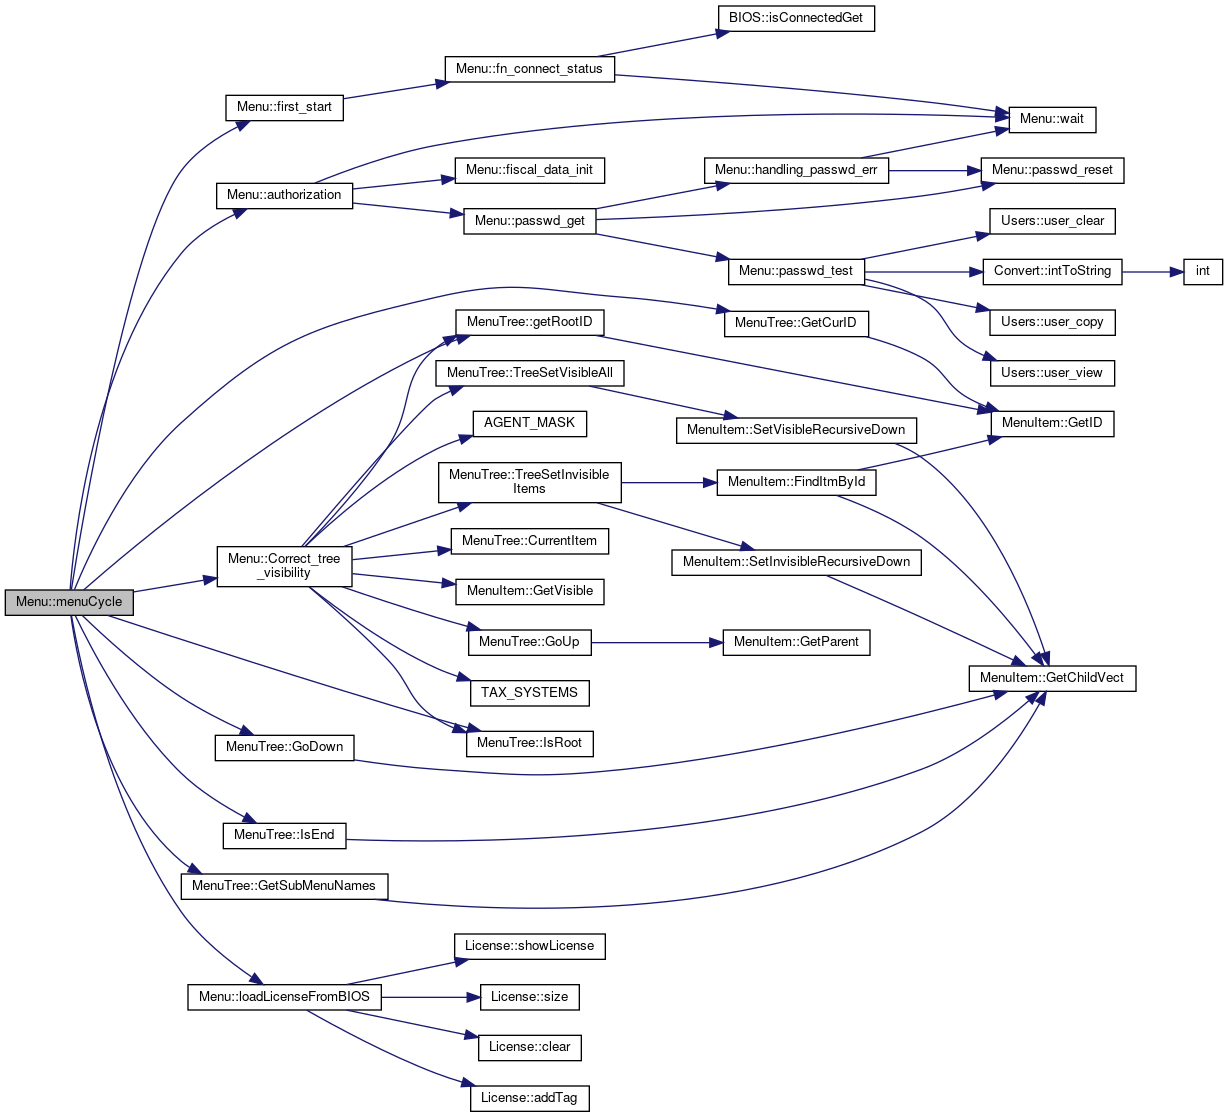 BIOS::isConnectedGet
Menu::fn_connect_status
Menu::first_start
Menu::wait
Menu::fiscal_data_init
Menu::handling_passwd_err
Menu::passwd_reset
Menu::authorization
Menu::passwd_get
Users::user_clear
Menu::passwd_test
Convert::intToString
int
MenuTree::getRootID
MenuTree::GetCurID
Users::user_copy
MenuTree::TreeSetVisibleAll
Users::user_view
AGENT_MASK
MenuItem::SetVisibleRecursiveDown
MenuItem::GetID
MenuTree::TreeSetInvisible
Items
MenuItem::FindItmById
MenuTree::CurrentItem
Menu::Correct_tree
_visibility
MenuItem::SetInvisibleRecursiveDown
MenuItem::GetVisible
Menu::menuCycle
MenuTree::GoUp
MenuItem::GetParent
MenuItem::GetChildVect
TAX_SYSTEMS
MenuTree::GoDown
MenuTree::IsRoot
MenuTree::IsEnd
MenuTree::GetSubMenuNames
License::showLicense
Menu::loadLicenseFromBIOS
License::size
License::clear
License::addTag